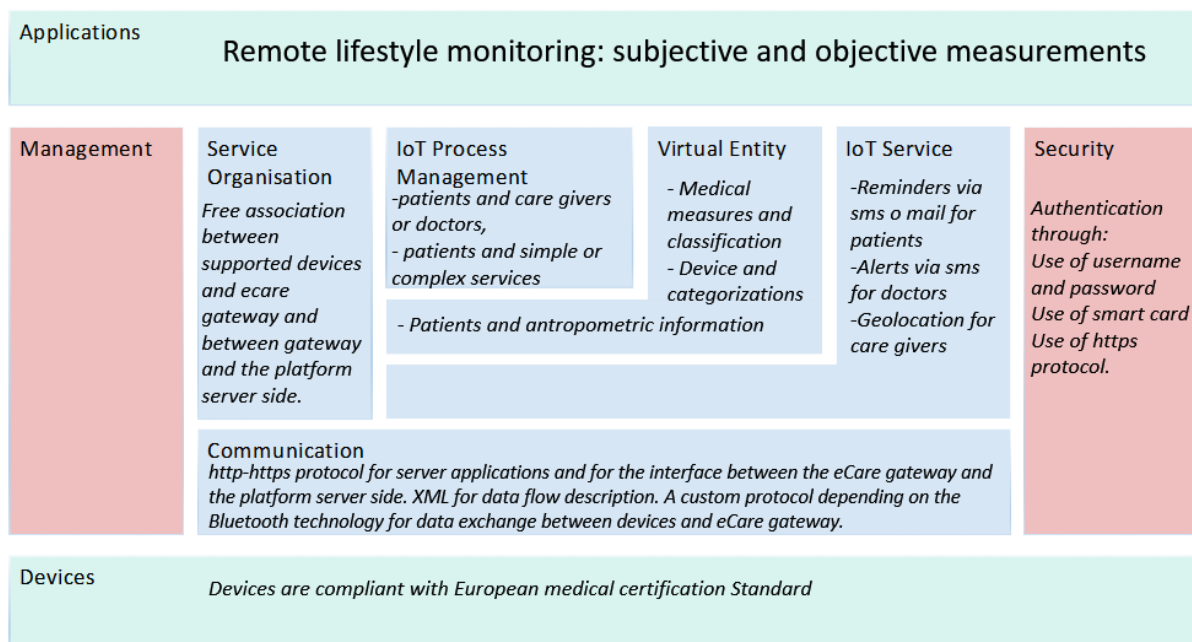 Applications
Remote lifestyle monitoring: subjective and objective measurements
Management
Service
Organisation
Free association
between
supported devices
and ecare
gateway and
between gateway
and the platform
server side.
IoT Process
Management
-patients and care givers
or doctors,
- patients and simple or
complex services
Virtual Entity
- Medical
measures and
classification
- Device and
categorizations
- Patients and antropometric information
IoT Service
-Reminders via
sms o mail for
patients
-Alerts via sms
for doctors
-Geolocation for
care givers
Security
Authentication
through:
Use of username
and password
Use of smart card
Use of https
protocol.
Communication
http-https protocol for server applications and for the interface between the eCare gateway and
the platform server side. XML for data flow description. A custom protocol depending on the
Bluetooth technology for data exchange between devices and eCare gateway.
Devices
Devices are compliant with European medical certification Standard